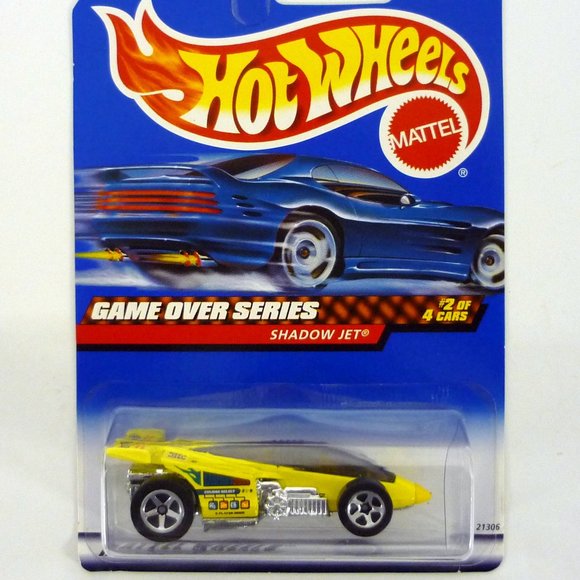 HOT WHEELS
MATTEL
®
GAME OVER SERIES
#2 OF
4 CARS
SHADOW JET®
21306